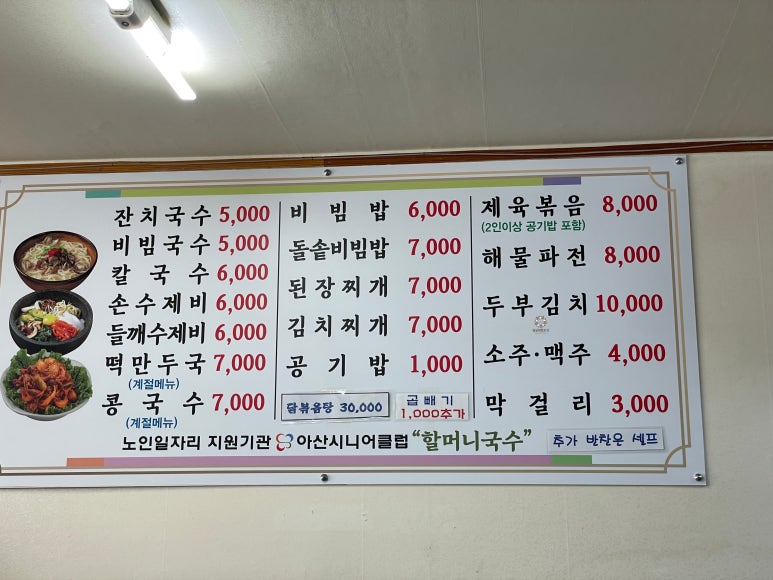 잔치국수 5,000
비빔국수 5,000
칼국수 6,000
손수제비 6,000
들깨수제비 6,000
떡만두국 7,000
(계절메뉴)
콩국수 7,000
(계절메뉴)
비빔밥 6,000
돌솥비빔밥 7,000
된장찌개 7,000
김치찌개 7,000
공기밥 1,000
닭볶음탕 30,000
곱빼기
1,000추가
제육볶음 8,000
(2인이상 공기밥 포함)
해물파전 8,000
두부김치 10,000
소주·맥주 4,000
막걸리 3,000
노인일자리 지원기관 아산시니어클럽 "할머니국수"
추가 반찬은 셀프